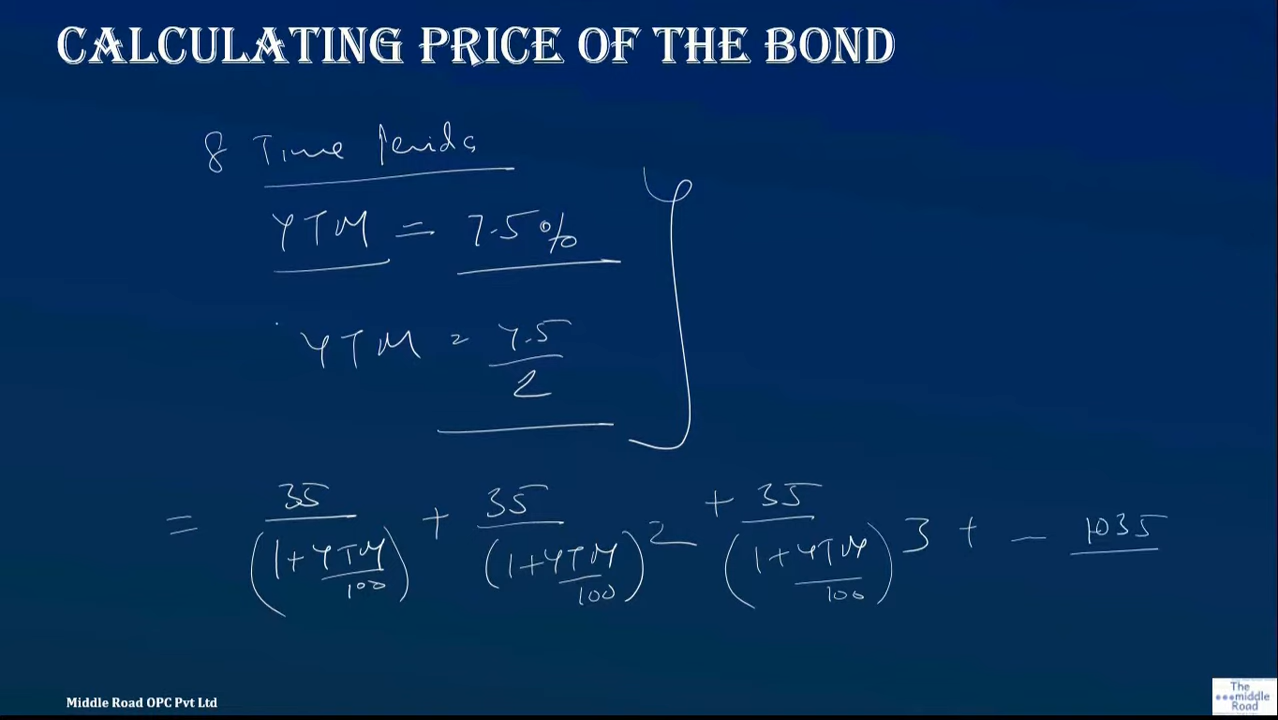 CALCULATING PRICE OF THE BOND
8 Time Periods
YTM = 7.5%
YTM = 7.5/2
= 35/(1+YTM/100) + 35/(1+YTM/100)2 + 35/(1+YTM/100)3 + - 1035
Middle Road OPC Pvt Ltd
The
middle
Road